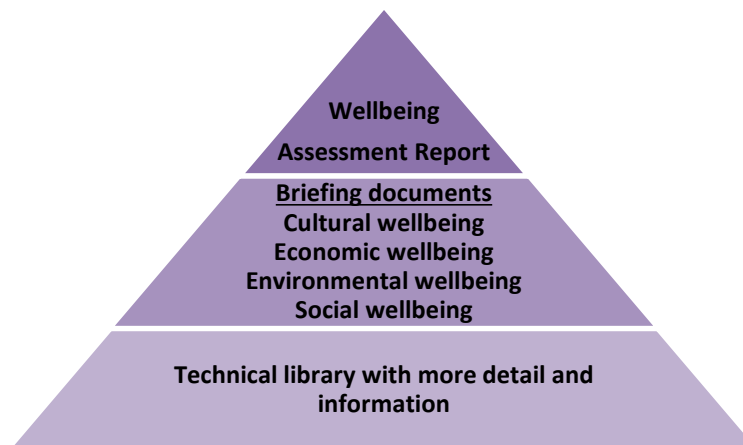 Wellbeing
Assessment Report
Briefing documents
Cultural wellbeing
Economic wellbeing
Environmental wellbeing
Social wellbeing
Technical library with more detail and
information